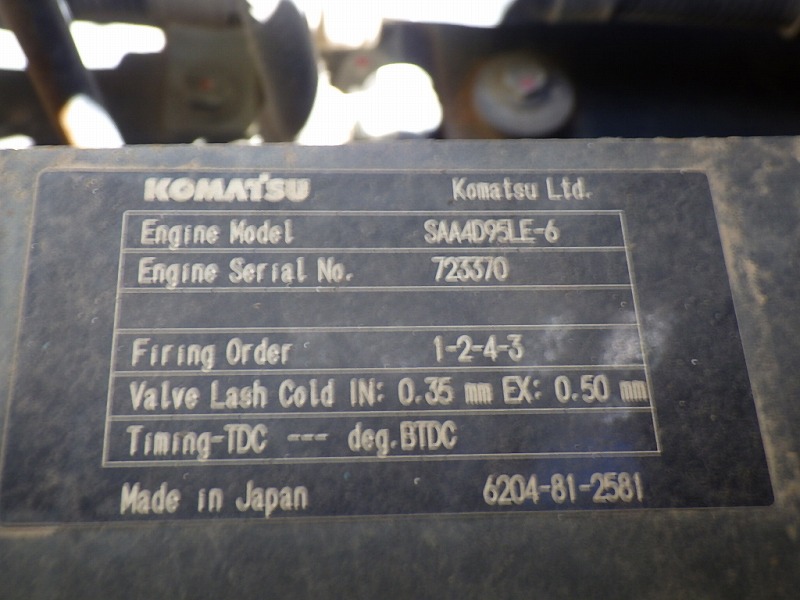 KOMATSU Komatsu Ltd.
Engine Model SAA4D95LE-6
Engine Serial No. 723370
Firing Order 1-2-4-3
Valve Lash Cold IN: 0.35 mm EX: 0.50 mm
Timing-TDC --- deg.BTDC
Made in Japan 6204-81-2581